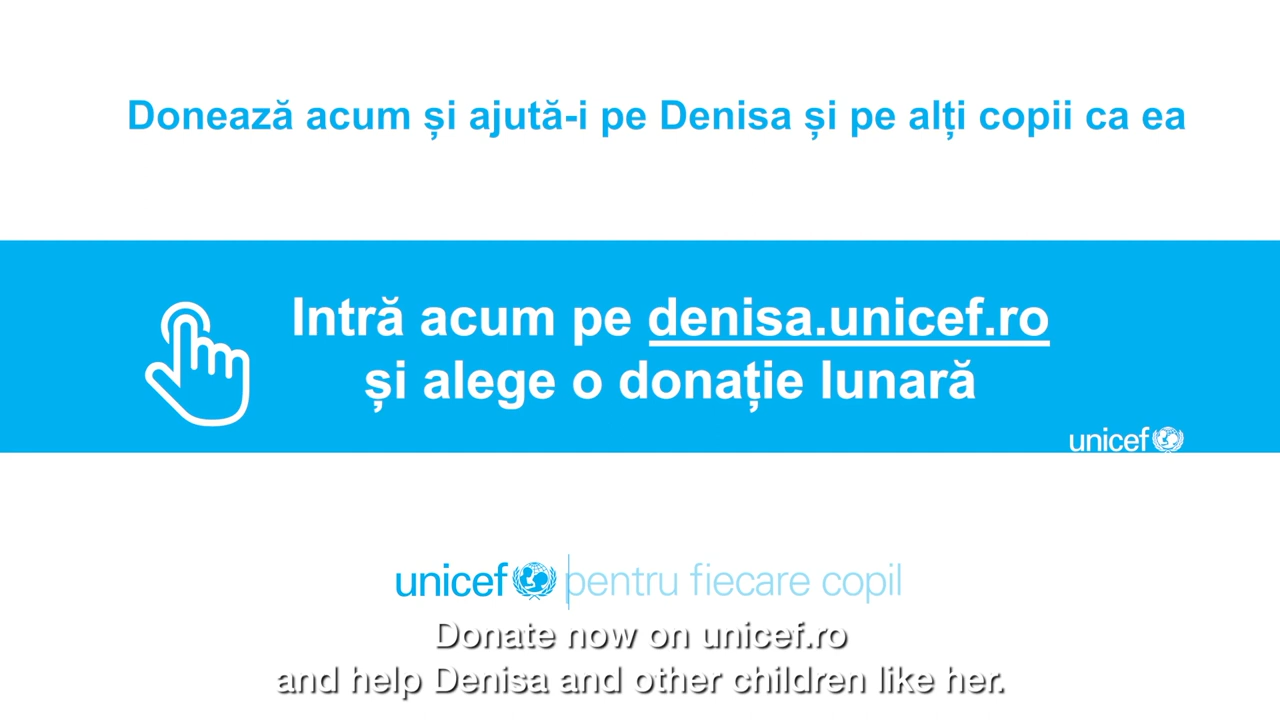 Donează acum și ajută-i pe Denisa și pe alți copii ca ea
Intră acum pe denisa.unicef.ro
și alege o donație lunară
unicef
unicef pentru fiecare copil
Donate now on unicef.ro
and help Denisa and other children like her.